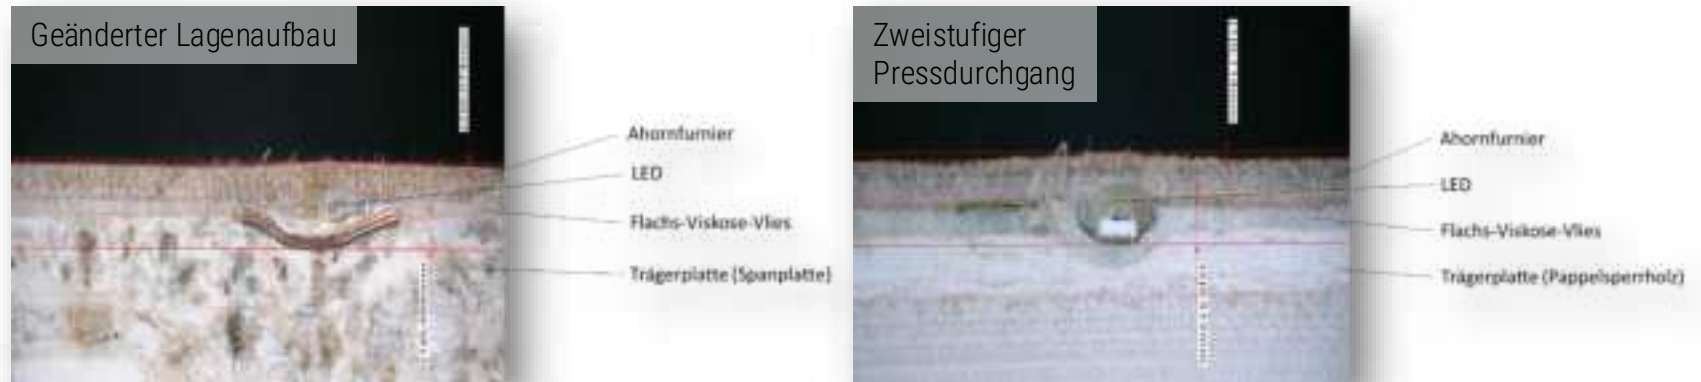 Geänderter Lagenaufbau
Ahornfurnier
LED
Flachs-Viskose-Vlies
Trägerplatte (Spanplatte)
Zweistufiger
Pressdurchgang
Ahornfurnier
LED
Flachs-Viskose-Vlies
Trägerplatte (Pappelsperrholz)